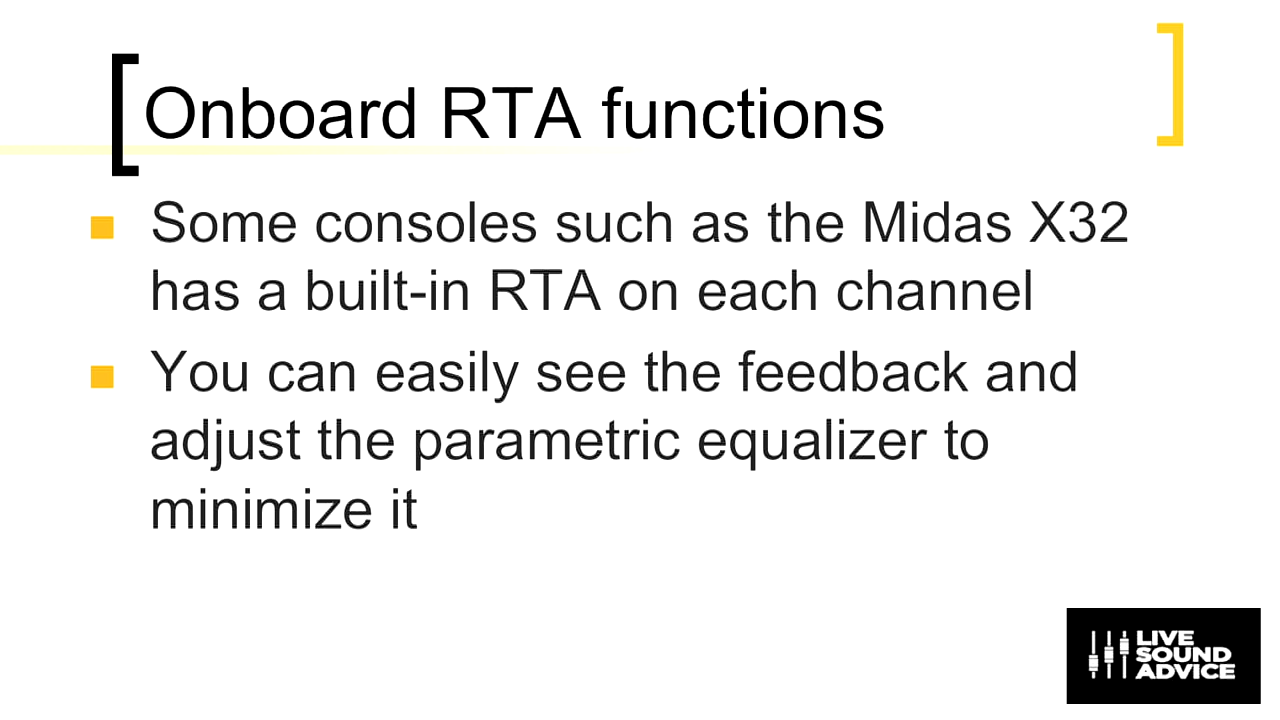 Onboard RTA functions
Some consoles such as the Midas X32
has a built-in RTA on each channel
You can easily see the feedback and
adjust the parametric equalizer to
minimize it
LIVE
SOUND
ADVICE